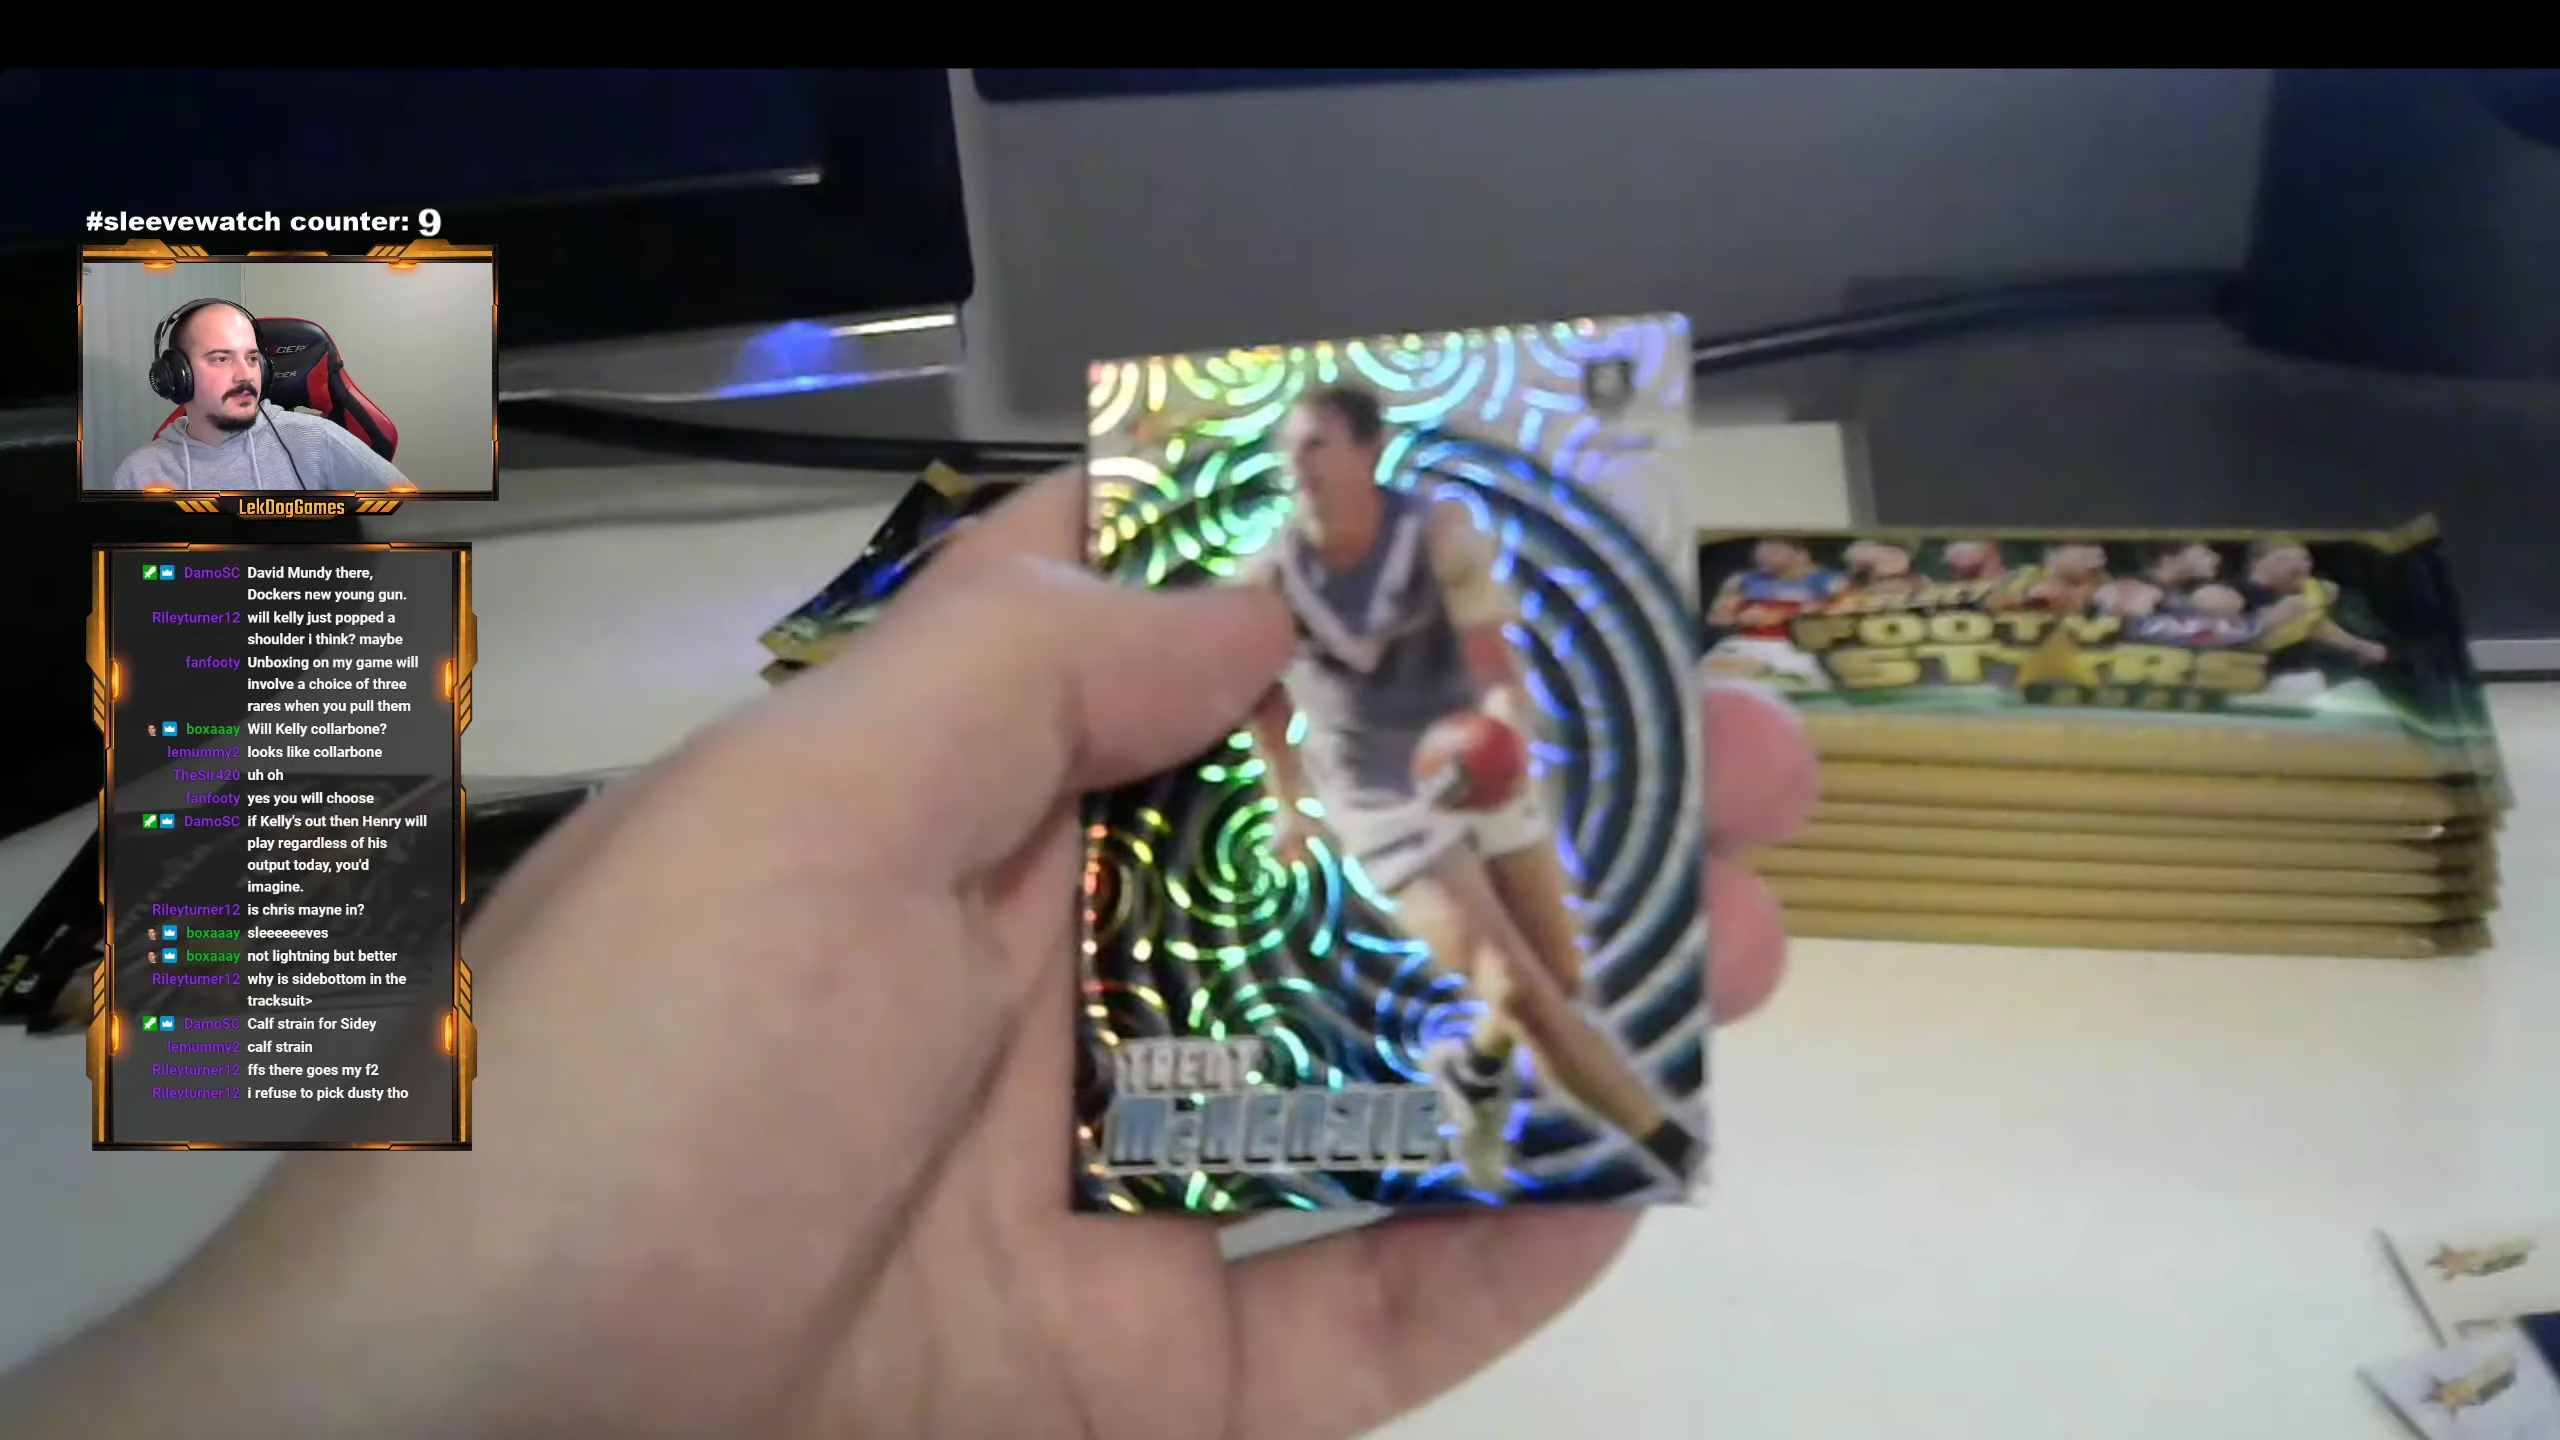 #sleevewatch counter: 9
LekDogGames
DamoSC David Mundy there,
Dockers new young gun.
Rileyturner12 will kelly just popped a
shoulder i think? maybe
fanfooty Unboxing on my game will
involve a choice of three
rares when you pull them
boxaaay Will Kelly collarbone?
lemummy2 looks like collarbone
TheSir420 uh oh
fanfooty yes you will choose
DamoSC if Kelly's out then Henry will
play regardless of his
output today, you'd
imagine.
Rileyturner12 is chris mayne in?
boxaaay sleeeeeeves
boxaaay not lightning but better
Rileyturner12 why is sidebottom in the
tracksuit>
DamoSC Calf strain for Sidey
lemummy2 calf strain
Rileyturner12 ffs there goes my f2
Rileyturner12 i refuse to pick dusty tho
TRENT
McKENZIE
FOOTY
AFL
STARS
2021